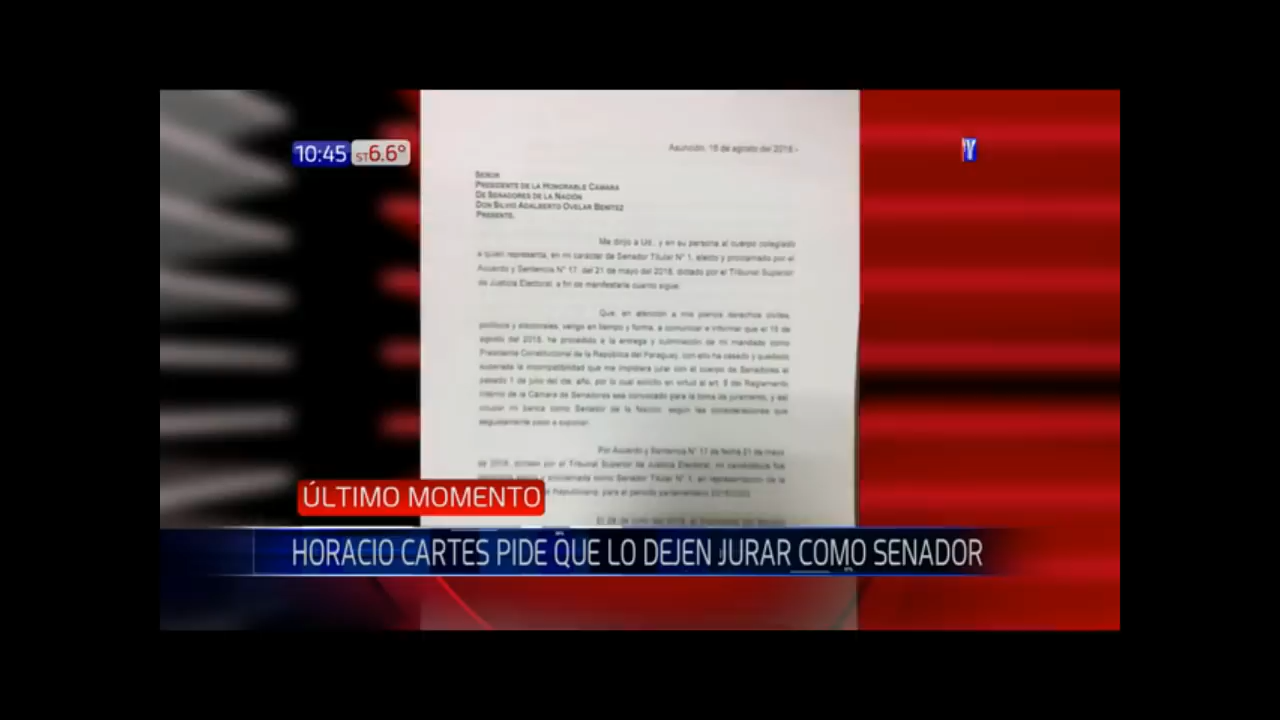 10:45 ST 6.6°
Asunción, de agosto del 2018.-
SEÑOR
PRESIDENTE DE LA HONORABLE CÁMARA
DE SENADORES DE LA NACIÓN
DON SILVIO ADALBERTO OVELAR BENÍTEZ
PRESENTE.
Me dirijo a Ud., y en su persona al cuerpo colegiado
a quien representa, en mi carácter de Senador Titular N° 1, electo y proclamado por el
Acuerdo y Sentencia N° 17, del 21 de mayo del 2018, dictado por el Tribunal Superior
de Justicia Electoral, a fin de manifestarle cuanto sigue:
Que, en atención a mis plenos derechos civiles,
políticos y electorales, vengo en tiempo y forma, a comunicar e informar que el 15 de
agosto del 2018, he procedido a la entrega y culminación de mi mandato como
Presidente Constitucional de la República del Paraguay, con ello ha cesado y quedado
superada la incompatibilidad que me impidiera jurar con el cuerpo de Senadores el
pasado 1 de julio del cte. año, por lo cual solicito en virtud al art. del Reglamento
Interno de la Cámara de Senadores sea convocado para la toma de juramento, y así
ocupar mi banca como Senador de la Nación, según las consideraciones que
seguidamente paso a exponer.
Por Acuerdo y Sentencia N° 17 de fecha 21 de mayo
de 2018, dictado por el Tribunal Superior de Justicia Electoral, mi candidatura fue
y proclamada como Senador Titular N° 1, en representación de la
Republicano, para el periodo parlamentario
ÚLTIMO MOMENTO
HORACIO CARTES PIDE QUE LO DEJEN JURAR COMO SENADOR